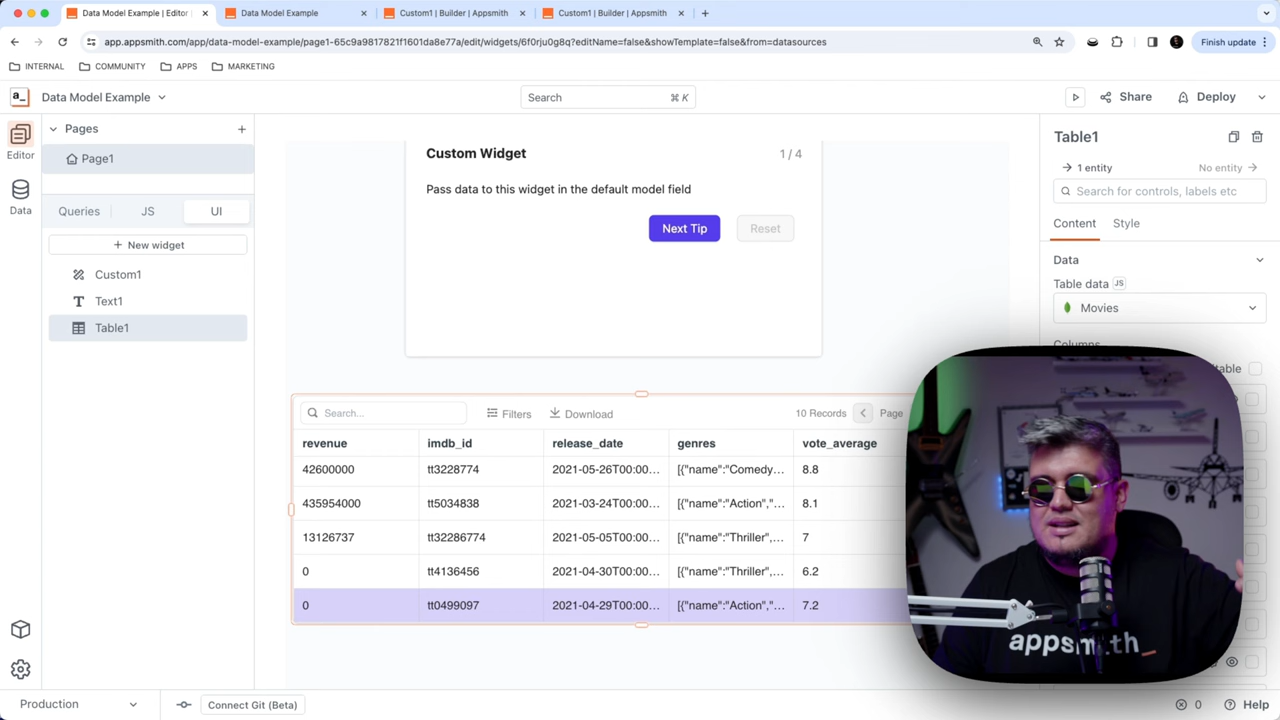 Data Model Example | Editor
Data Model Example
Custom1 | Builder | Appsmith
Custom1 | Builder | Appsmith
app.appsmith.com/app/data-model-example/page1-65c9a9817821f1601da8e77a/edit/widgets/6f0rju0g8q?editName=false&showTemplate=false&from=datasources
Finish update
INTERNAL
COMMUNITY
APPS
MARKETING
a_
Data Model Example
Search
⌘ K
Share
Deploy
Editor
Data
Pages
Page1
Queries
JS
UI
+ New widget
Custom1
Text1
Table1
Custom Widget
1 / 4
Pass data to this widget in the default model field
Next Tip
Reset
Search...
Filters
Download
10 Records
Page
revenue imdb_id release_date genres vote_average
42600000 tt3228774 2021-05-26T00:00... [{"name":"Comedy... 8.8
435954000 tt5034838 2021-03-24T00:00... [{"name":"Action","... 8.1
13126737 tt32286774 2021-05-05T00:00... [{"name":"Thriller",... 7
0 tt4136456 2021-04-30T00:00... [{"name":"Thriller",... 6.2
0 tt0499097 2021-04-29T00:00... [{"name":"Action","... 7.2
Table1
1 entity
No entity
Search for controls, labels etc
Content
Style
Data
Table data
JS
Movies
appsmith_
Production
Connect Git (Beta)
0
Help